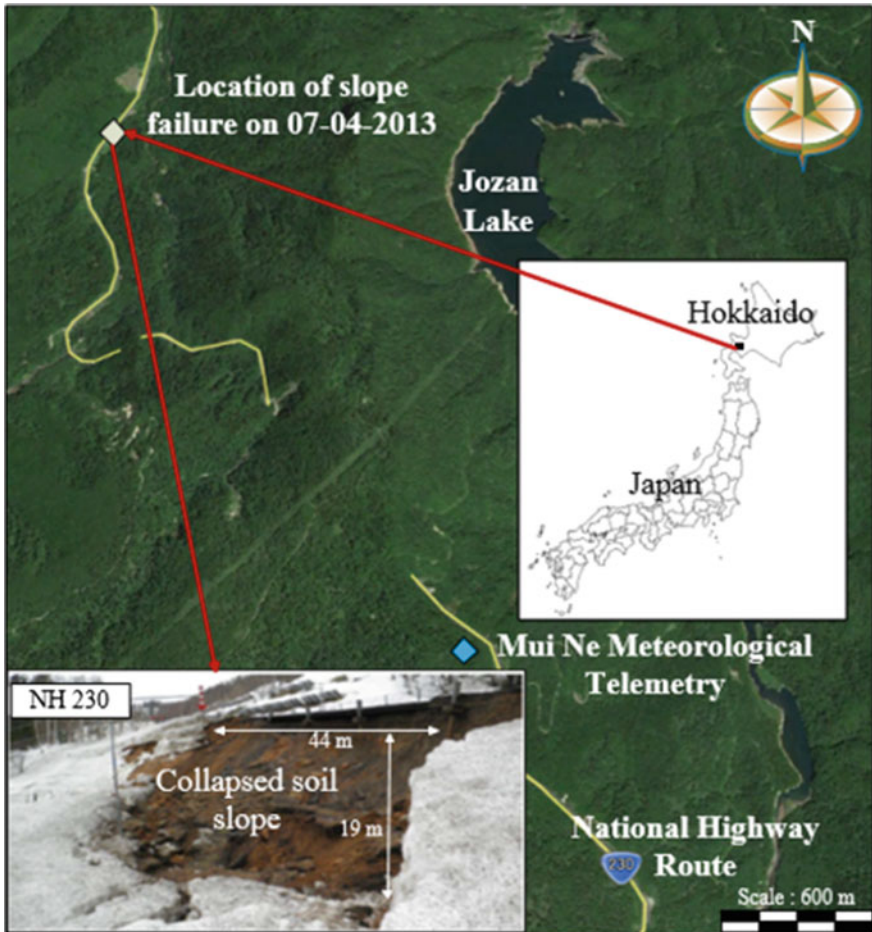 N
Location of slope
failure on 07-04-2013
Jozan
Lake
Hokkaido
Japan
Mui Ne Meteorological
Telemetry
NH 230
44 m
Collapsed soil
slope
19 m
National Highway
Route
230
Scale : 600 m